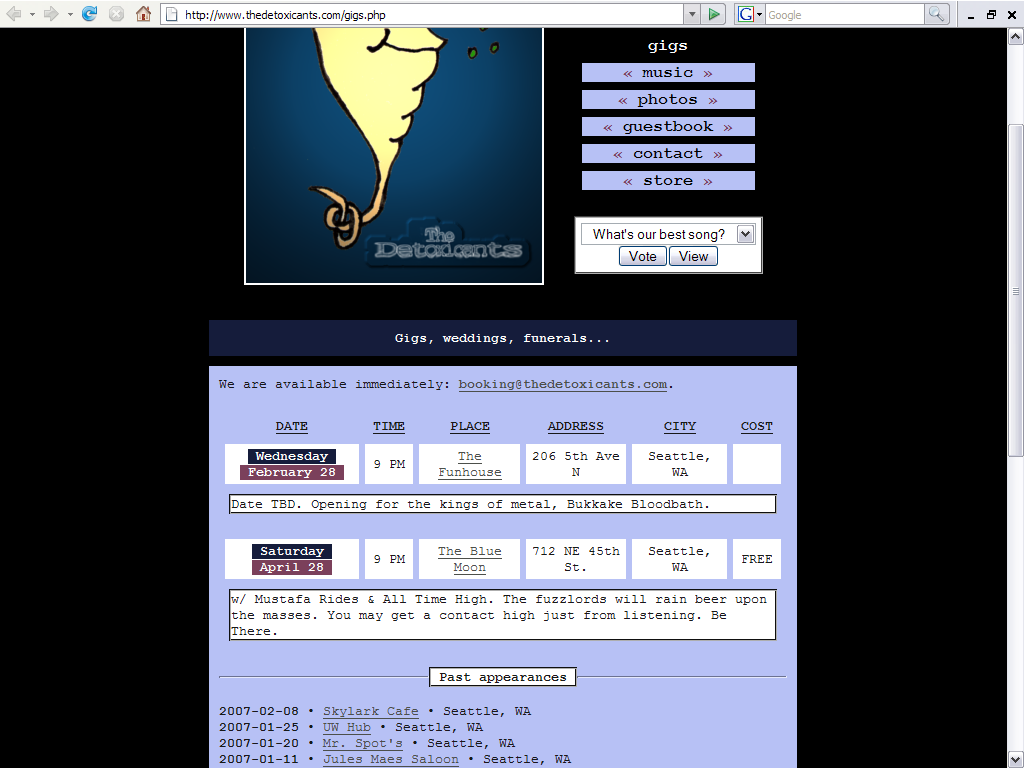 http://www.thedetoxicants.com/gigs.php
G
Google
The
Detoxicants
gigs
« music »
« photos »
« guestbook »
« contact »
« store »
What's our best song?
Vote View
Gigs, weddings, funerals...
We are available immediately: booking@thedetoxicants.com.
DATE TIME PLACE ADDRESS CITY COST
Wednesday
February 28
9 PM
The
Funhouse
206 5th Ave
N
Seattle,
WA
Date TBD. Opening for the kings of metal, Bukkake Bloodbath.
Saturday
April 28
9 PM
The Blue
Moon
712 NE 45th
St.
Seattle,
WA
FREE
w/ Mustafa Rides & All Time High. The fuzzlords will rain beer upon
the masses. You may get a contact high just from listening. Be
There.
Past appearances
2007-02-08 • Skylark Cafe • Seattle, WA
2007-01-25 • UW Hub • Seattle, WA
2007-01-20 • Mr. Spot's • Seattle, WA
2007-01-11 • Jules Maes Saloon • Seattle, WA